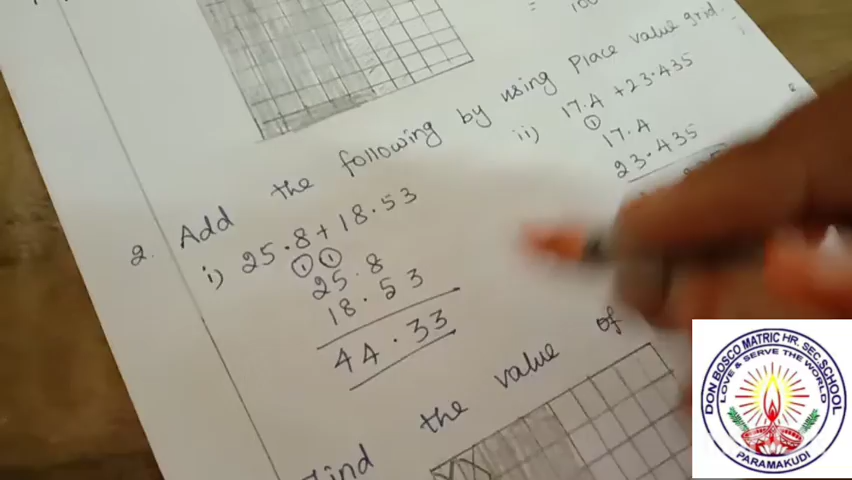 = 100
2. Add the following by using Place value grid.
i) 25.8 + 18.53
① ①
25.8
18.53
44.33
ii) 17.4 + 23.435
①
17.4
23.435
Find the value of
DON BOSCO MATRIC HR. SEC. SCHOOL
LOVE & SERVE THE WORLD
PARAMAKUDI